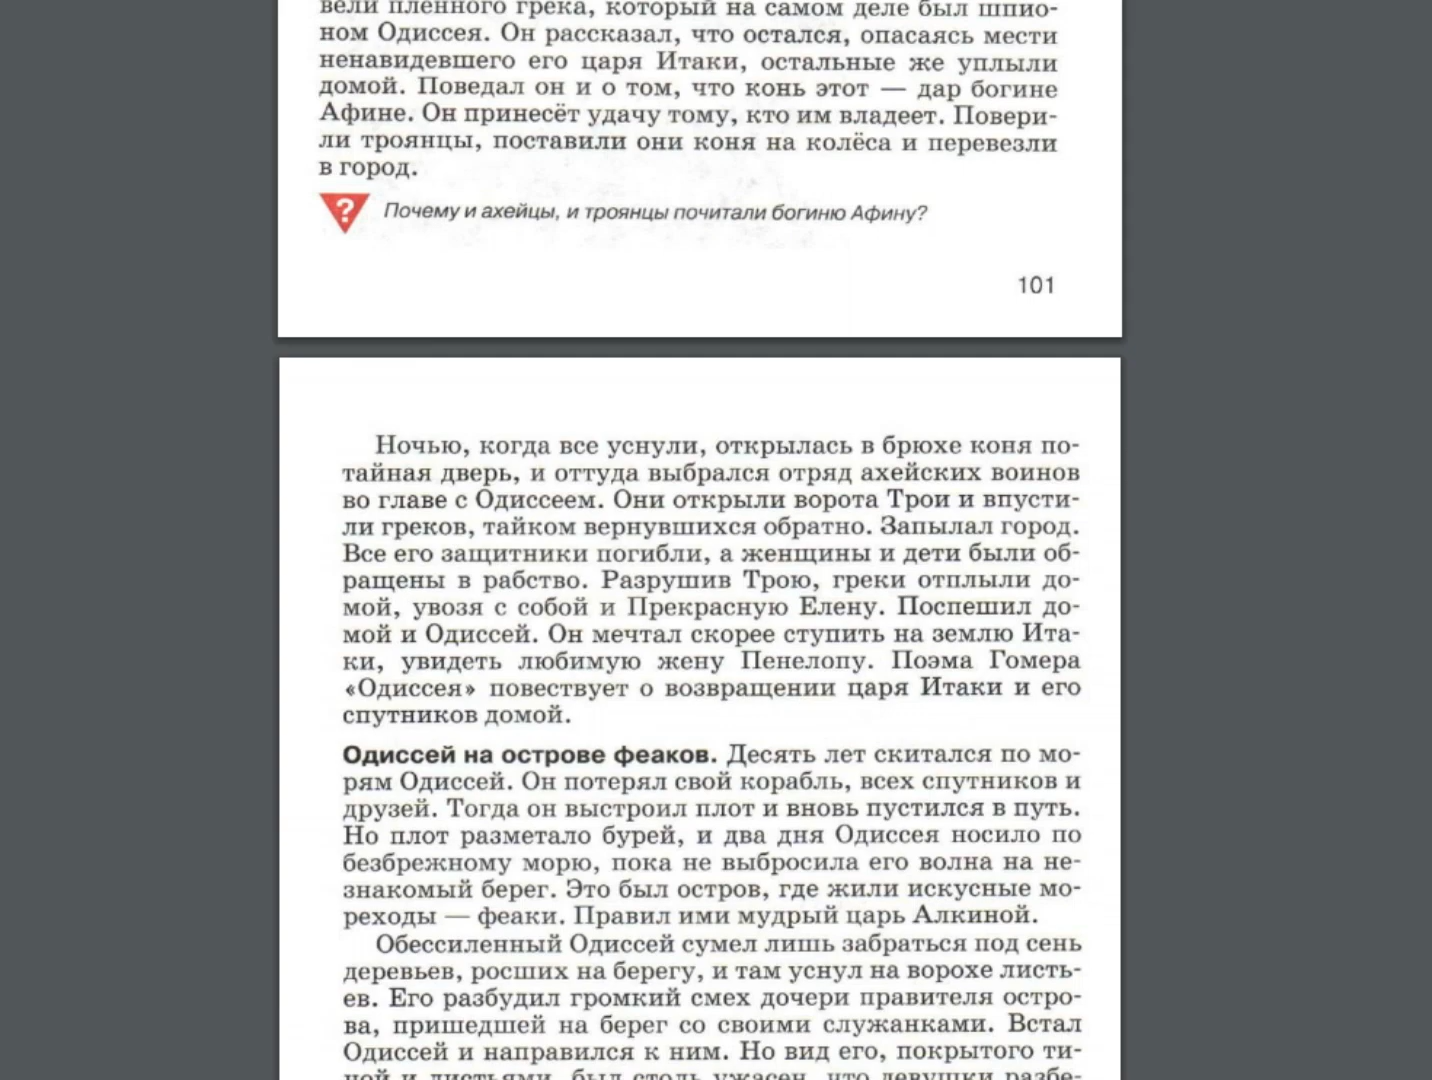 вели пленного грека, который на самом деле был шпио-
ном Одиссея. Он рассказал, что остался, опасаясь мести
ненавидевшего его царя Итаки, остальные же уплыли
домой. Поведал он и о том, что конь этот — дар богине
Афине. Он принесёт удачу тому, кто им владеет. Повери-
ли троянцы, поставили они коня на колёса и перевезли
в город.
? Почему и ахейцы, и троянцы почитали богиню Афину?
101
Ночью, когда все уснули, открылась в брюхе коня по-
тайная дверь, и оттуда выбрался отряд ахейских воинов
во главе с Одиссеем. Они открыли ворота Трои и впусти-
ли греков, тайком вернувшихся обратно. Запылал город.
Все его защитники погибли, а женщины и дети были об-
ращены в рабство. Разрушив Трою, греки отплыли до-
мой, увозя с собой и Прекрасную Елену. Поспешил до-
мой и Одиссей. Он мечтал скорее ступить на землю Ита-
ки, увидеть любимую жену Пенелопу. Поэма Гомера
«Одиссея» повествует о возвращении царя Итаки и его
спутников домой.
Одиссей на острове феаков. Десять лет скитался по мо-
рям Одиссей. Он потерял свой корабль, всех спутников и
друзей. Тогда он выстроил плот и вновь пустился в путь.
Но плот разметало бурей, и два дня Одиссея носило по
безбрежному морю, пока не выбросила его волна на не-
знакомый берег. Это был остров, где жили искусные мо-
реходы — феаки. Правил ими мудрый царь Алкиной.
Обессиленный Одиссей сумел лишь забраться под сень
деревьев, росших на берегу, и там уснул на ворохе листь-
ев. Его разбудил громкий смех дочери правителя остро-
ва, пришедшей на берег со своими служанками. Встал
Одиссей и направился к ним. Но вид его, покрытого ти-
ной и листьями, был столь ужасен, что девушки разбе-